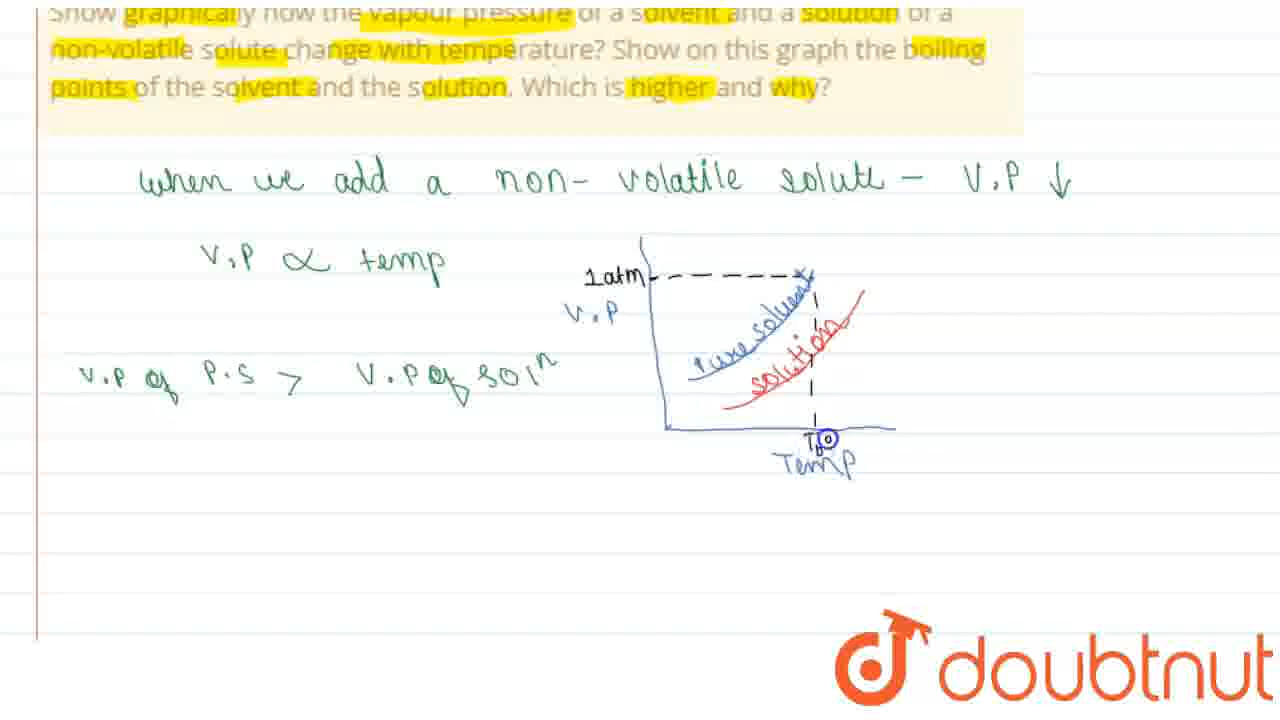 Show graphically how the vapour pressure of a solvent and a solution of a
non-volatile solute change with temperature? Show on this graph the boiling
points of the solvent and the solution. Which is higher and why?
when we add a non- volatile solute - V.P ↓
V.P ∝ temp
1atm
V.P
Pure solvent
solution
V.P of P.S > V.P of solⁿ
Tb⁰
Temp
doubtnut